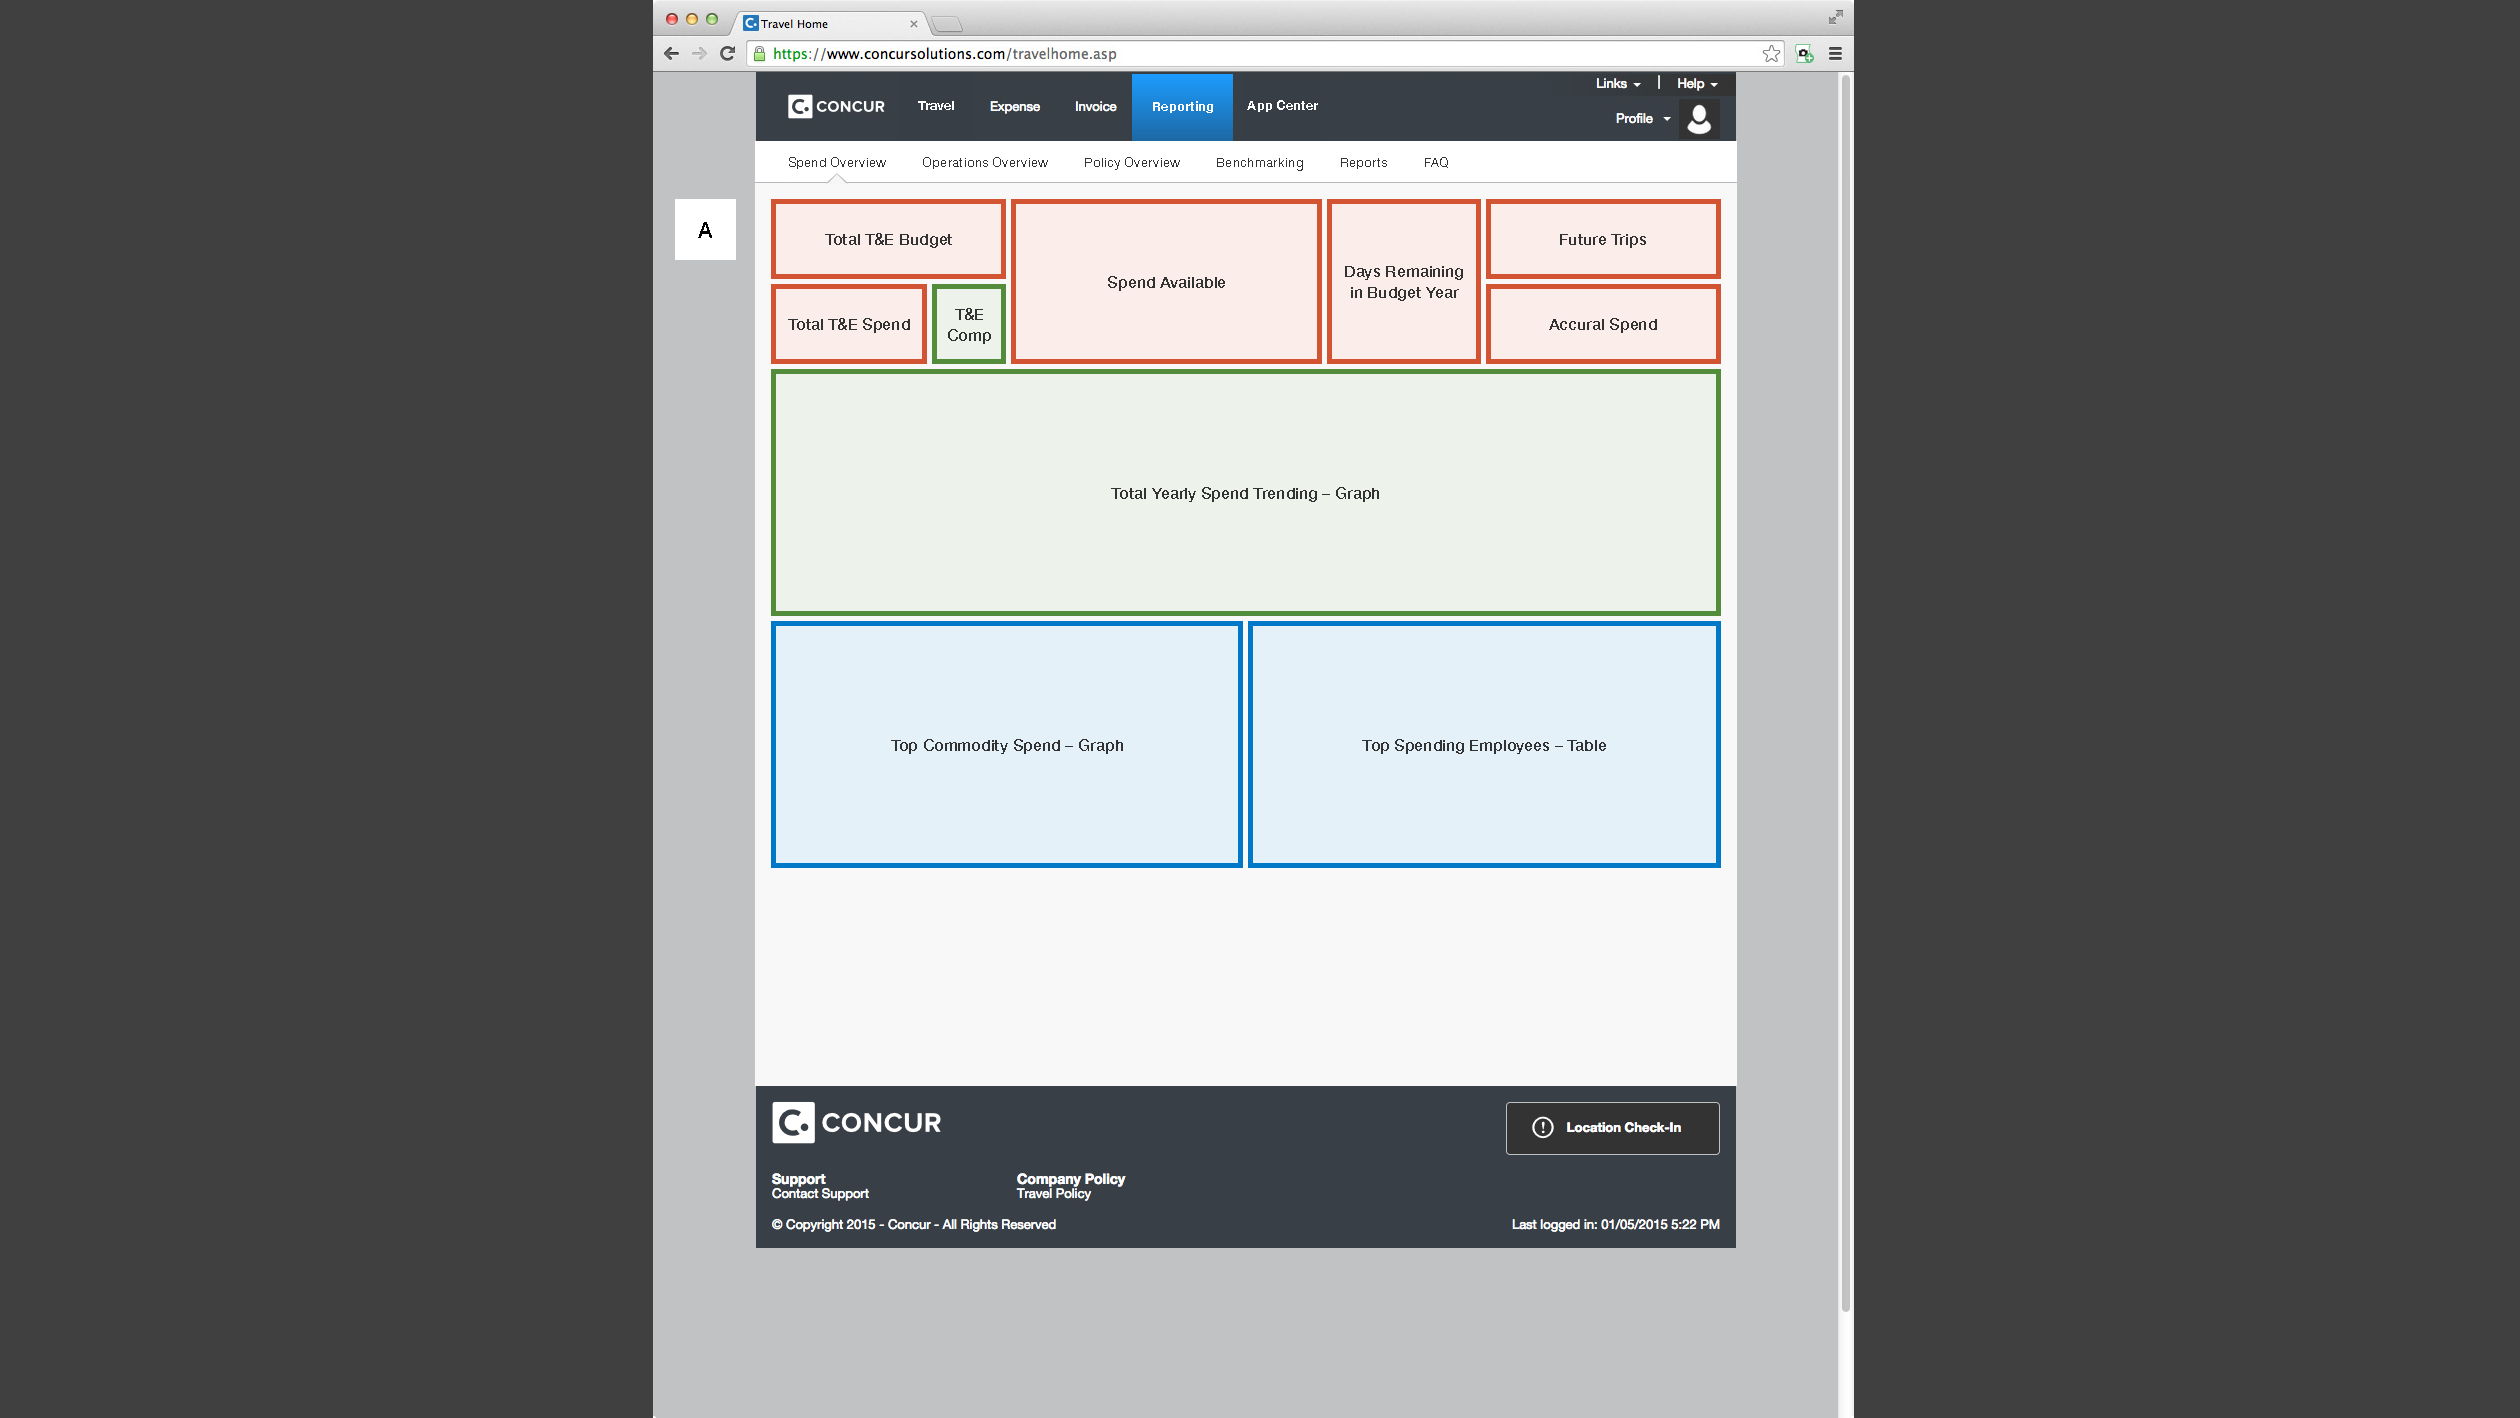 Travel Home
https://www.concursolutions.com/travelhome.asp
Links
Help
C. CONCUR
Travel
Expense
Invoice
Reporting
App Center
Profile
Spend Overview
Operations Overview
Policy Overview
Benchmarking
Reports
FAQ
A
Total T&E Budget
Spend Available
Days Remaining
in Budget Year
Future Trips
Total T&E Spend
T&E
Comp
Accural Spend
Total Yearly Spend Trending – Graph
Top Commodity Spend – Graph
Top Spending Employees – Table
C. CONCUR
Location Check-In
Support
Contact Support
Company Policy
Travel Policy
© Copyright 2015 - Concur - All Rights Reserved
Last logged in: 01/05/2015 5:22 PM